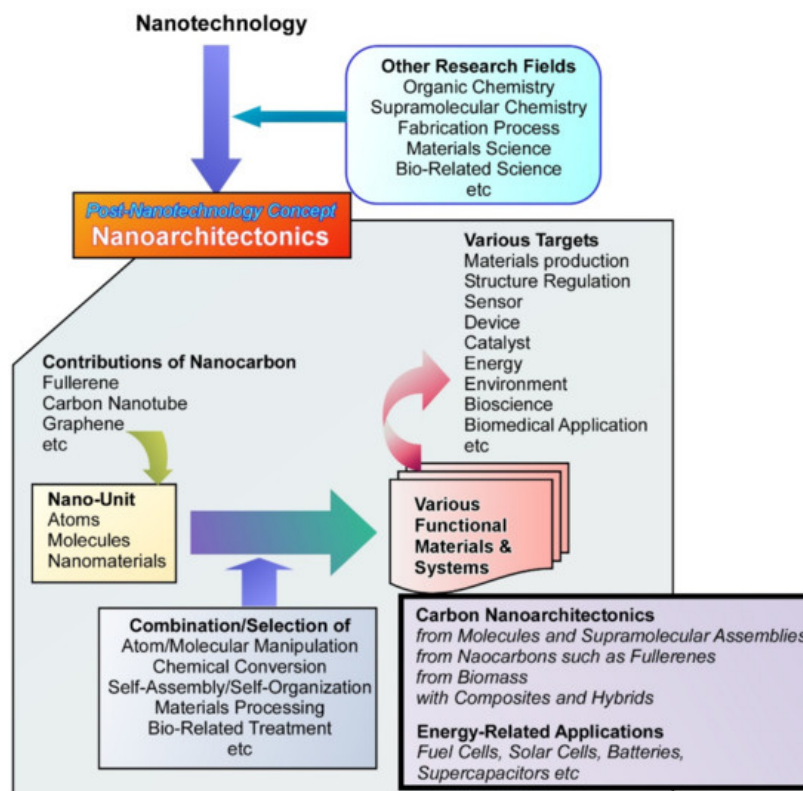 Nanotechnology
Other Research Fields
Organic Chemistry
Supramolecular Chemistry
Fabrication Process
Materials Science
Bio-Related Science
etc
Post-Nanotechnology Concept
Nanoarchitectonics
Various Targets
Materials production
Structure Regulation
Sensor
Device
Catalyst
Energy
Environment
Bioscience
Biomedical Application
etc
Contributions of Nanocarbon
Fullerene
Carbon Nanotube
Graphene
etc
Nano-Unit
Atoms
Molecules
Nanomaterials
Various
Functional
Materials &
Systems
Combination/Selection of
Atom/Molecular Manipulation
Chemical Conversion
Self-Assembly/Self-Organization
Materials Processing
Bio-Related Treatment
etc
Carbon Nanoarchitectonics
from Molecules and Supramolecular Assemblies
from Naocarbons such as Fullerenes
from Biomass
with Composites and Hybrids
Energy-Related Applications
Fuel Cells, Solar Cells, Batteries,
Supercapacitors etc